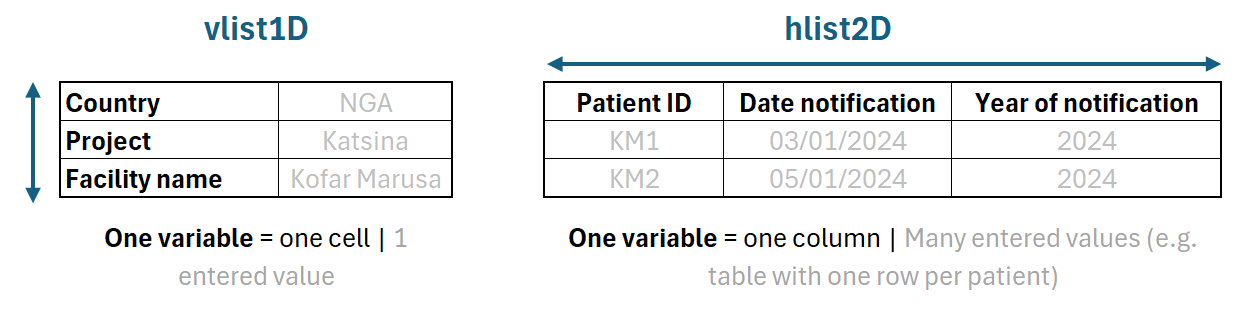 vlist1D
Country NGA
Project Katsina
Facility name Kofar Marusa
One variable = one cell | 1
entered value
hlist2D
Patient ID Date notification Year of notification
KM1 03/01/2024 2024
KM2 05/01/2024 2024
One variable = one column | Many entered values (e.g.
table with one row per patient)